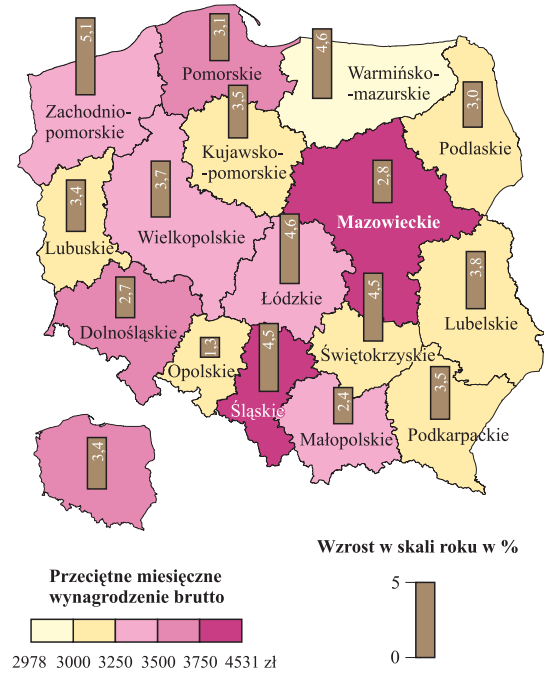 5,1
Zachodnio-
-pomorskie
3,1
Pomorskie
4,6
Warmińsko-
-mazurskie
3,5
Kujawsko-
-pomorskie
3,0
Podlaskie
3,4
Lubuskie
3,7
Wielkopolskie
2,8
Mazowieckie
4,6
Łódzkie
2,7
Dolnośląskie
1,3
Opolskie
4,5
Śląskie
4,5
Świętokrzyskie
3,8
Lubelskie
2,4
Małopolskie
3,5
Podkarpackie
3,4
Przeciętne miesięczne
wynagrodzenie brutto
2978 3000 3250 3500 3750 4531 zł
Wzrost w skali roku w %
5
0